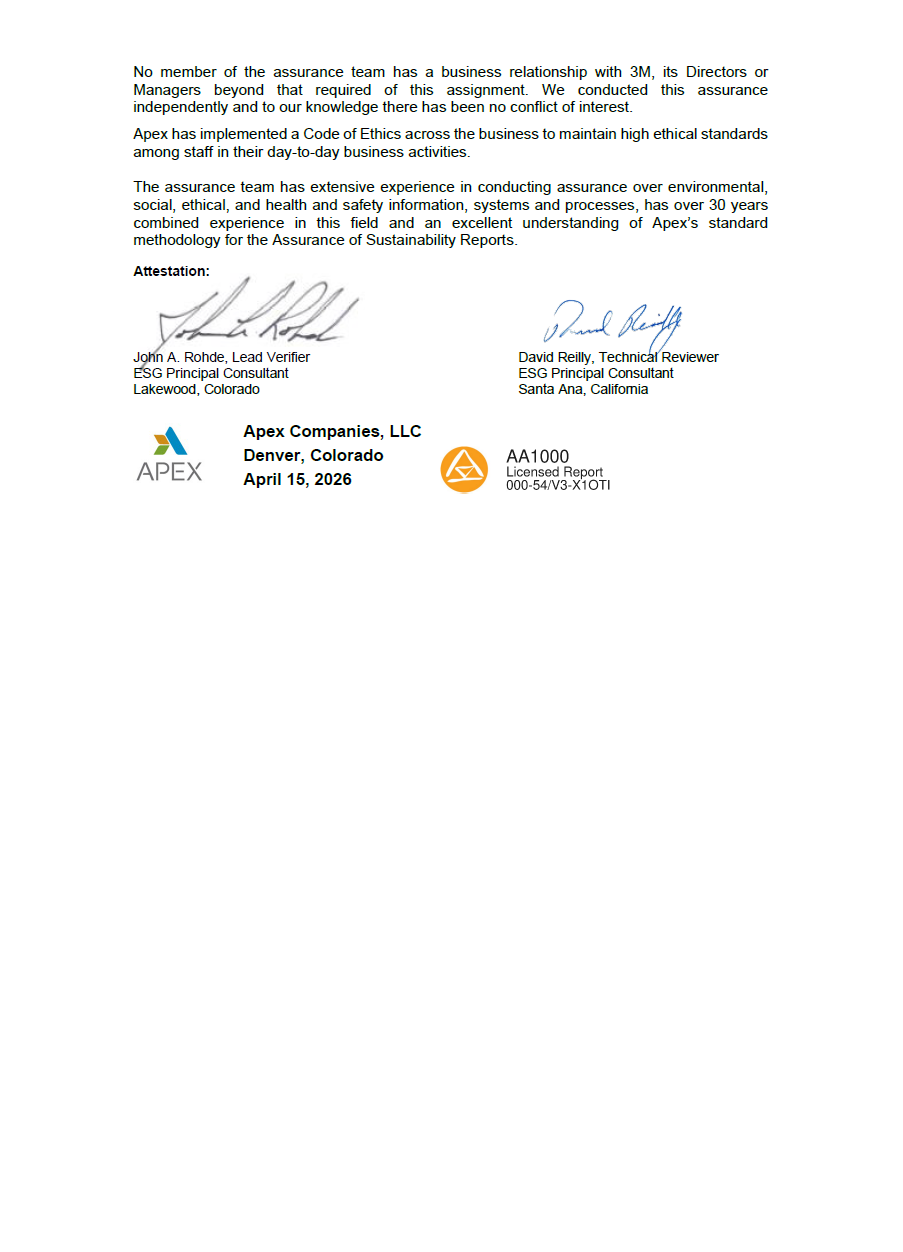 No member of the assurance team has a business relationship with 3M, its Directors or
Managers beyond that required of this assignment. We conducted this assurance
independently and to our knowledge there has been no conflict of interest.
Apex has implemented a Code of Ethics across the business to maintain high ethical standards
among staff in their day-to-day business activities.
The assurance team has extensive experience in conducting assurance over environmental,
social, ethical, and health and safety information, systems and processes, has over 30 years
combined experience in this field and an excellent understanding of Apex’s standard
methodology for the Assurance of Sustainability Reports.
Attestation:
John A. Rohde, Lead Verifier
ESG Principal Consultant
Lakewood, Colorado
David Reilly, Technical Reviewer
ESG Principal Consultant
Santa Ana, California
APEX
Apex Companies, LLC
Denver, Colorado
April 15, 2026
AA1000
Licensed Report
000-54/V3-X1OTI